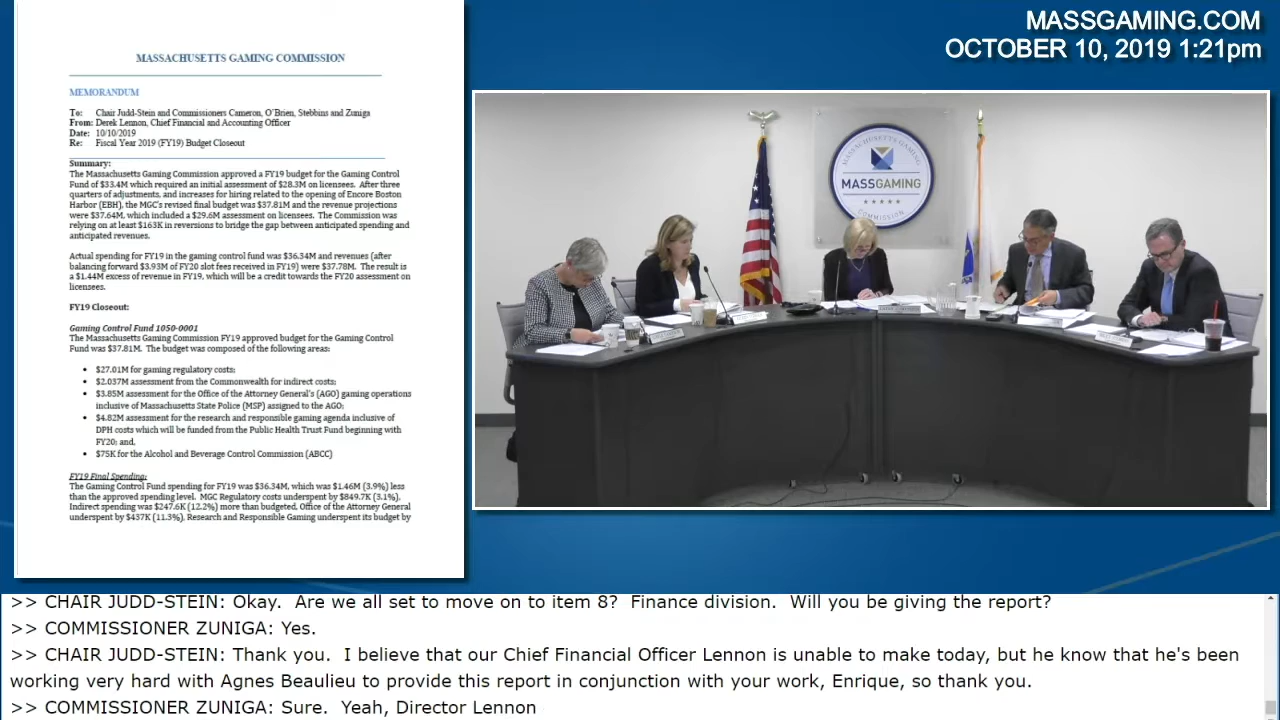 MASSGAMING.COM
OCTOBER 10, 2019 1:21pm
MASSACHUSETTS GAMING COMMISSION
MEMORANDUM
To: Chair Judd-Stein and Commissioners Cameron, O'Brien, Stebbins and Zuniga
From: Derek Lennon, Chief Financial and Accounting Officer
Date: 10/10/2019
Re: Fiscal Year 2019 (FY19) Budget Closeout
Summary:
The Massachusetts Gaming Commission approved a FY19 budget for the Gaming Control
Fund of $33.4M which required an initial assessment of $28.3M on licensees. After three
quarters of adjustments, and increases for hiring related to the opening of Encore Boston
Harbor (EBH), the MGC's revised final budget was $37.81M and the revenue projections
were $37.64M, which included a $29.6M assessment on licensees. The Commission was
relying on at least $163K in reversions to bridge the gap between anticipated spending and
anticipated revenues.
Actual spending for FY19 in the gaming control fund was $36.34M and revenues (after
balancing forward $3.93M of FY20 slot fees received in FY19) were $37.78M. The result is
a $1.44M excess of revenue in FY19, which will be a credit towards the FY20 assessment on
licensees.
FY19 Closeout:
Gaming Control Fund 1050-0001
The Massachusetts Gaming Commission FY19 approved budget for the Gaming Control
Fund was $37.81M. The budget was composed of the following areas:
• $27.01M for gaming regulatory costs;
• $2.037M assessment from the Commonwealth for indirect costs;
• $3.85M assessment for the Office of the Attorney General's (AGO) gaming operations
inclusive of Massachusetts State Police (MSP) assigned to the AGO;
• $4.82M assessment for the research and responsible gaming agenda inclusive of
DPH costs which will be funded from the Public Health Trust Fund beginning with
FY20; and,
• $75K for the Alcohol and Beverage Control Commission (ABCC)
FY19 Final Spending:
The Gaming Control Fund spending for FY19 was $36.34M, which was $1.46M (3.9%) less
than the approved spending level. MGC Regulatory costs underspent by $849.7K (3.1%),
Indirect spending was $247.6K (12.2%) more than budgeted, Office of the Attorney General
underspent by $437K (11.3%), Research and Responsible Gaming underspent its budget by
MASSACHUSETTS GAMING
MASSGAMING
COMMISSION
>> CHAIR JUDD-STEIN: Okay. Are we all set to move on to item 8? Finance division. Will you be giving the report?
>> COMMISSIONER ZUNIGA: Yes.
>> CHAIR JUDD-STEIN: Thank you. I believe that our Chief Financial Officer Lennon is unable to make today, but he know that he's been
working very hard with Agnes Beaulieu to provide this report in conjunction with your work, Enrique, so thank you.
>> COMMISSIONER ZUNIGA: Sure. Yeah, Director Lennon